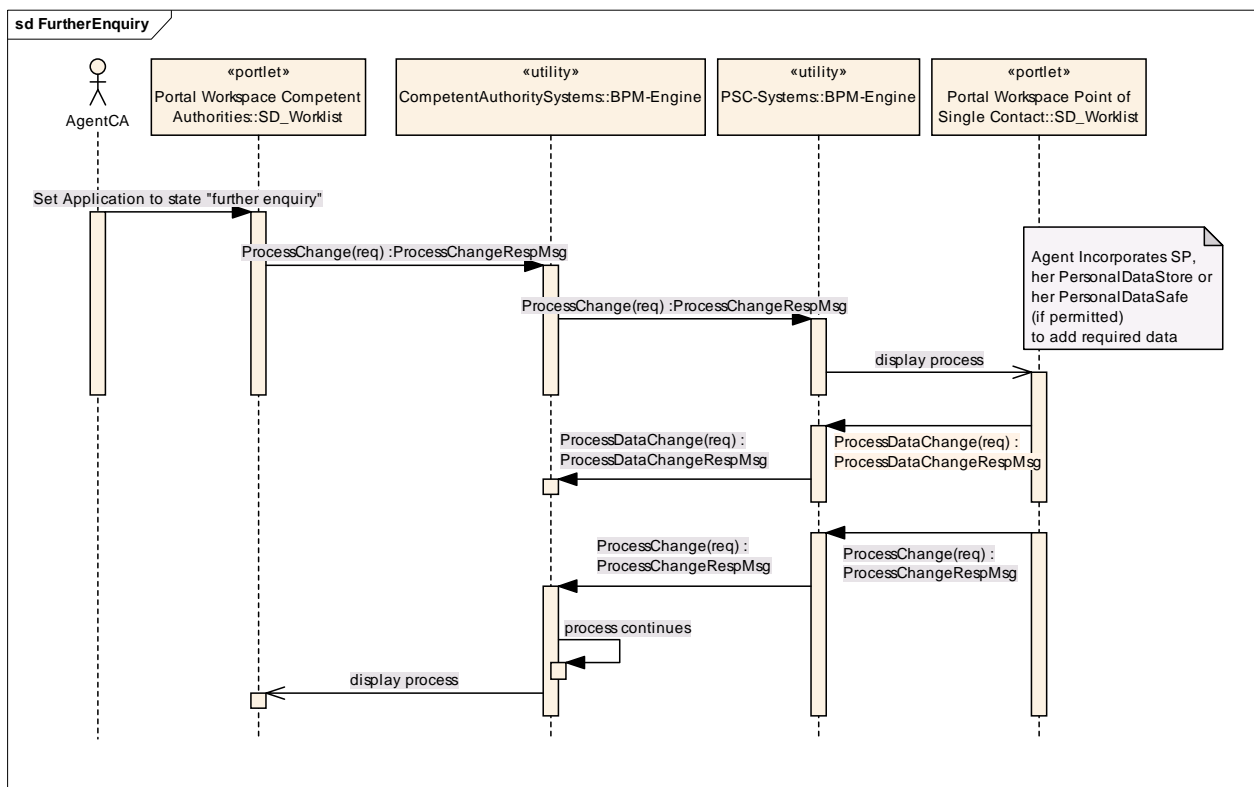 sd FurtherEnquiry
AgentCA
«portlet»
Portal Workspace Competent
Authorities::SD_Worklist
«utility»
CompetentAuthoritySystems::BPM-Engine
«utility»
PSC-Systems::BPM-Engine
«portlet»
Portal Workspace Point of
Single Contact::SD_Worklist
Set Application to state "further enquiry"
ProcessChange(req) :ProcessChangeRespMsg
ProcessChange(req) :ProcessChangeRespMsg
Agent Incorporates SP,
her PersonalDataStore or
her PersonalDataSafe
(if permitted)
to add required data
display process
ProcessDataChange(req) :
ProcessDataChangeRespMsg
ProcessDataChange(req) :
ProcessDataChangeRespMsg
ProcessChange(req) :
ProcessChangeRespMsg
ProcessChange(req) :
ProcessChangeRespMsg
process continues
display process